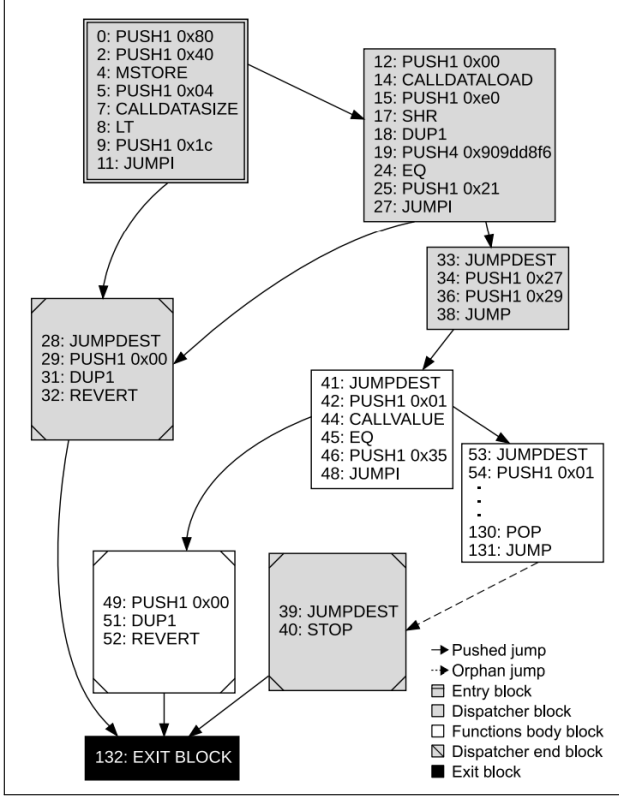 0: PUSH1 0x80
2: PUSH1 0x40
4: MSTORE
5: PUSH1 0x04
7: CALLDATASIZE
8: LT
9: PUSH1 0x1c
11: JUMPI
12: PUSH1 0x00
14: CALLDATALOAD
15: PUSH1 0xe0
17: SHR
18: DUP1
19: PUSH4 0x909dd8f6
24: EQ
25: PUSH1 0x21
27: JUMPI
33: JUMPDEST
34: PUSH1 0x27
36: PUSH1 0x29
38: JUMP
28: JUMPDEST
29: PUSH1 0x00
31: DUP1
32: REVERT
41: JUMPDEST
42: PUSH1 0x01
44: CALLVALUE
45: EQ
46: PUSH1 0x35
48: JUMPI
53: JUMPDEST
54: PUSH1 0x01
.
.
.
130: POP
131: JUMP
49: PUSH1 0x00
51: DUP1
52: REVERT
39: JUMPDEST
40: STOP
132: EXIT BLOCK
Pushed jump
Orphan jump
Entry block
Dispatcher block
Functions body block
Dispatcher end block
Exit block